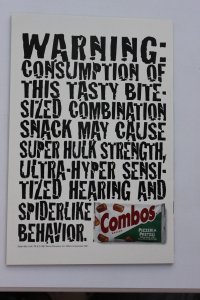 WARNING:
CONSUMPTION OF
THIS TASTY BITE-
SIZED COMBINATION
SNACK MAY CAUSE
SUPER HULK STRENGTH,
ULTRA-HYPER SENSI-
TIZED HEARING AND
SPIDERLIKE
BEHAVIOR.
Combos
PIZZERIA
PRETZEL